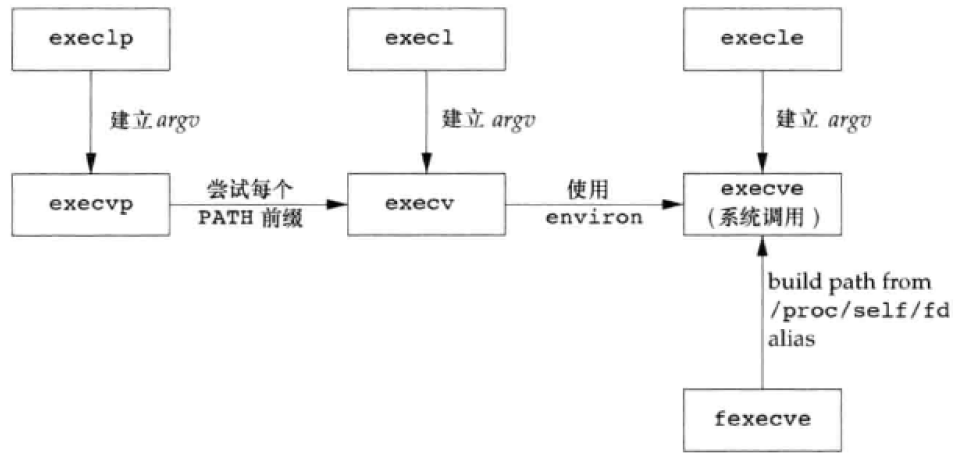 execlp
execl
execle
建立 argv
建立 argv
建立 argv
execvp
尝试每个
PATH 前缀
execv
使用
environ
execve
(系统调用)
build path from
/proc/self/fd
alias
fexecve